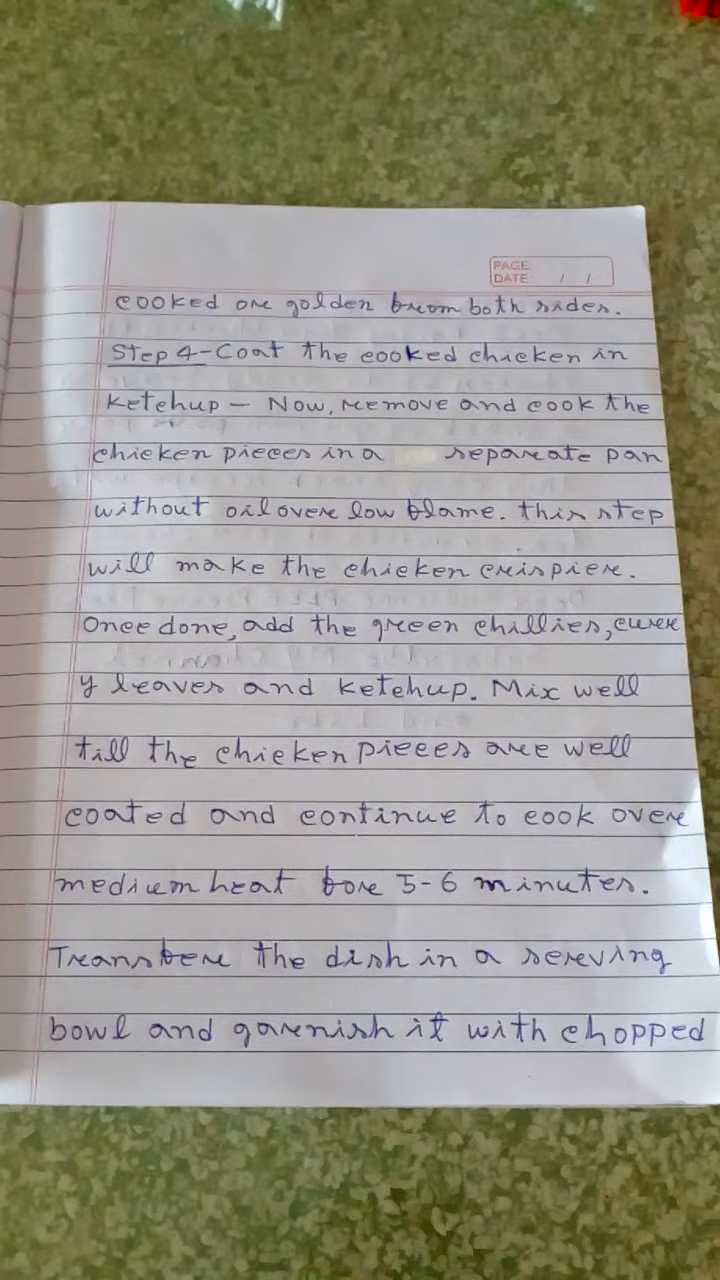 PAGE
DATE / /
cooked or golden from both sides.
Step 4-Coat the cooked chicken in
ketchup - Now, remove and cook the
chicken pieces in a separate pan
without oil over low flame. this step
will make the chicken crispier.
Once done, add the green chillies, curr
y leaves and ketchup. Mix well
till the chicken pieces are well
coated and continue to cook over
medium heat for 5-6 minutes.
Transfer the dish in a serving
bowl and garnish it with chopped